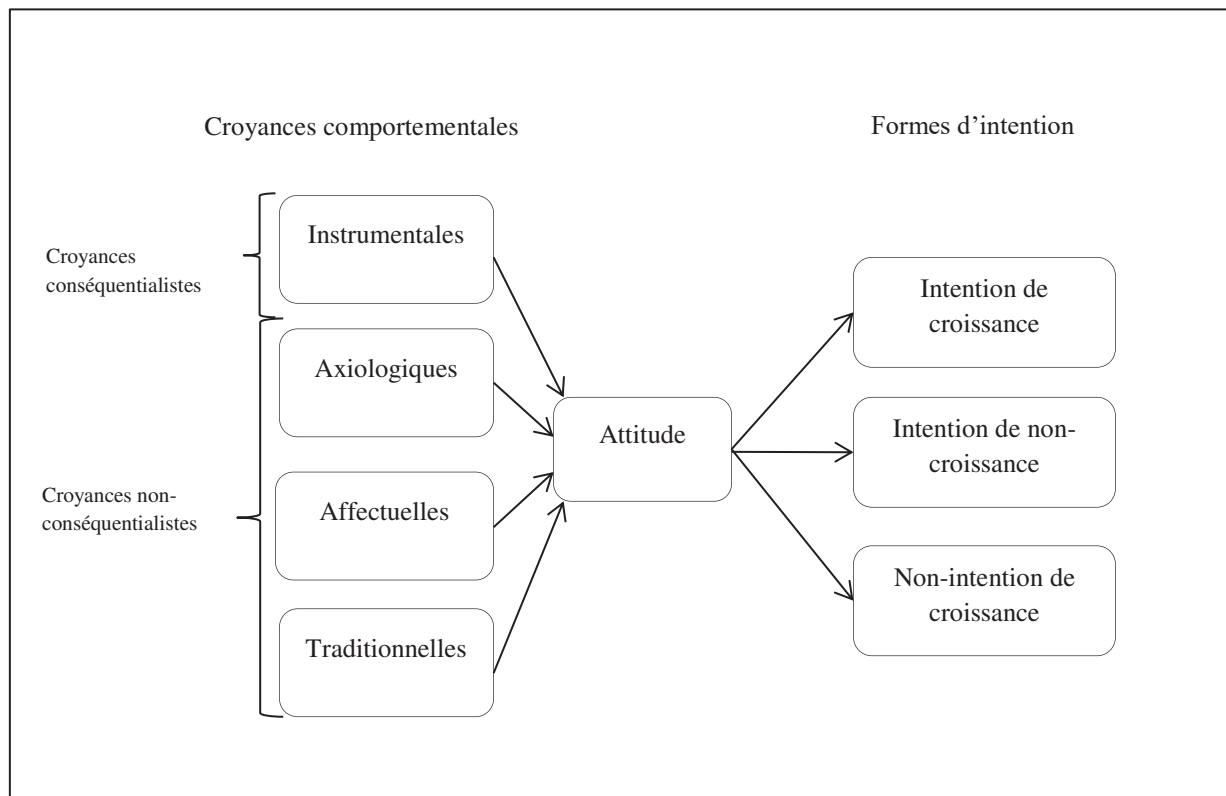 Croyances comportementales
Formes d’intention
Croyances
conséquentialistes
Instrumentales
Axiologiques
Croyances non-
conséquentialistes
Affectuelles
Traditionnelles
Attitude
Intention de
croissance
Intention de non-
croissance
Non-intention de
croissance